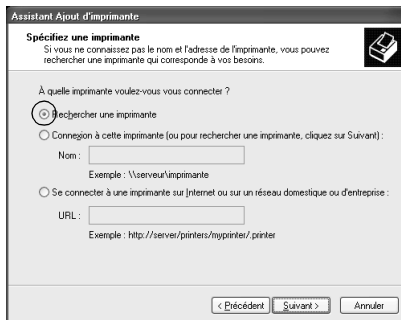 Assistant Ajout d'imprimante
Spécifiez une imprimante
Si vous ne connaissez pas le nom et l'adresse de l'imprimante, vous pouvez
rechercher une imprimante qui corresponde à vos besoins.
À quelle imprimante voulez-vous vous connecter ?
Rechercher une imprimante
Connexion à cette imprimante (ou pour rechercher une imprimante, cliquez sur Suivant) :
Nom :
Exemple : \\serveur\imprimante
Se connecter à une imprimante sur Internet ou sur un réseau domestique ou d'entreprise :
URL :
Exemple : http://server/printers/myprinter/.printer
< Précédent Suivant > Annuler